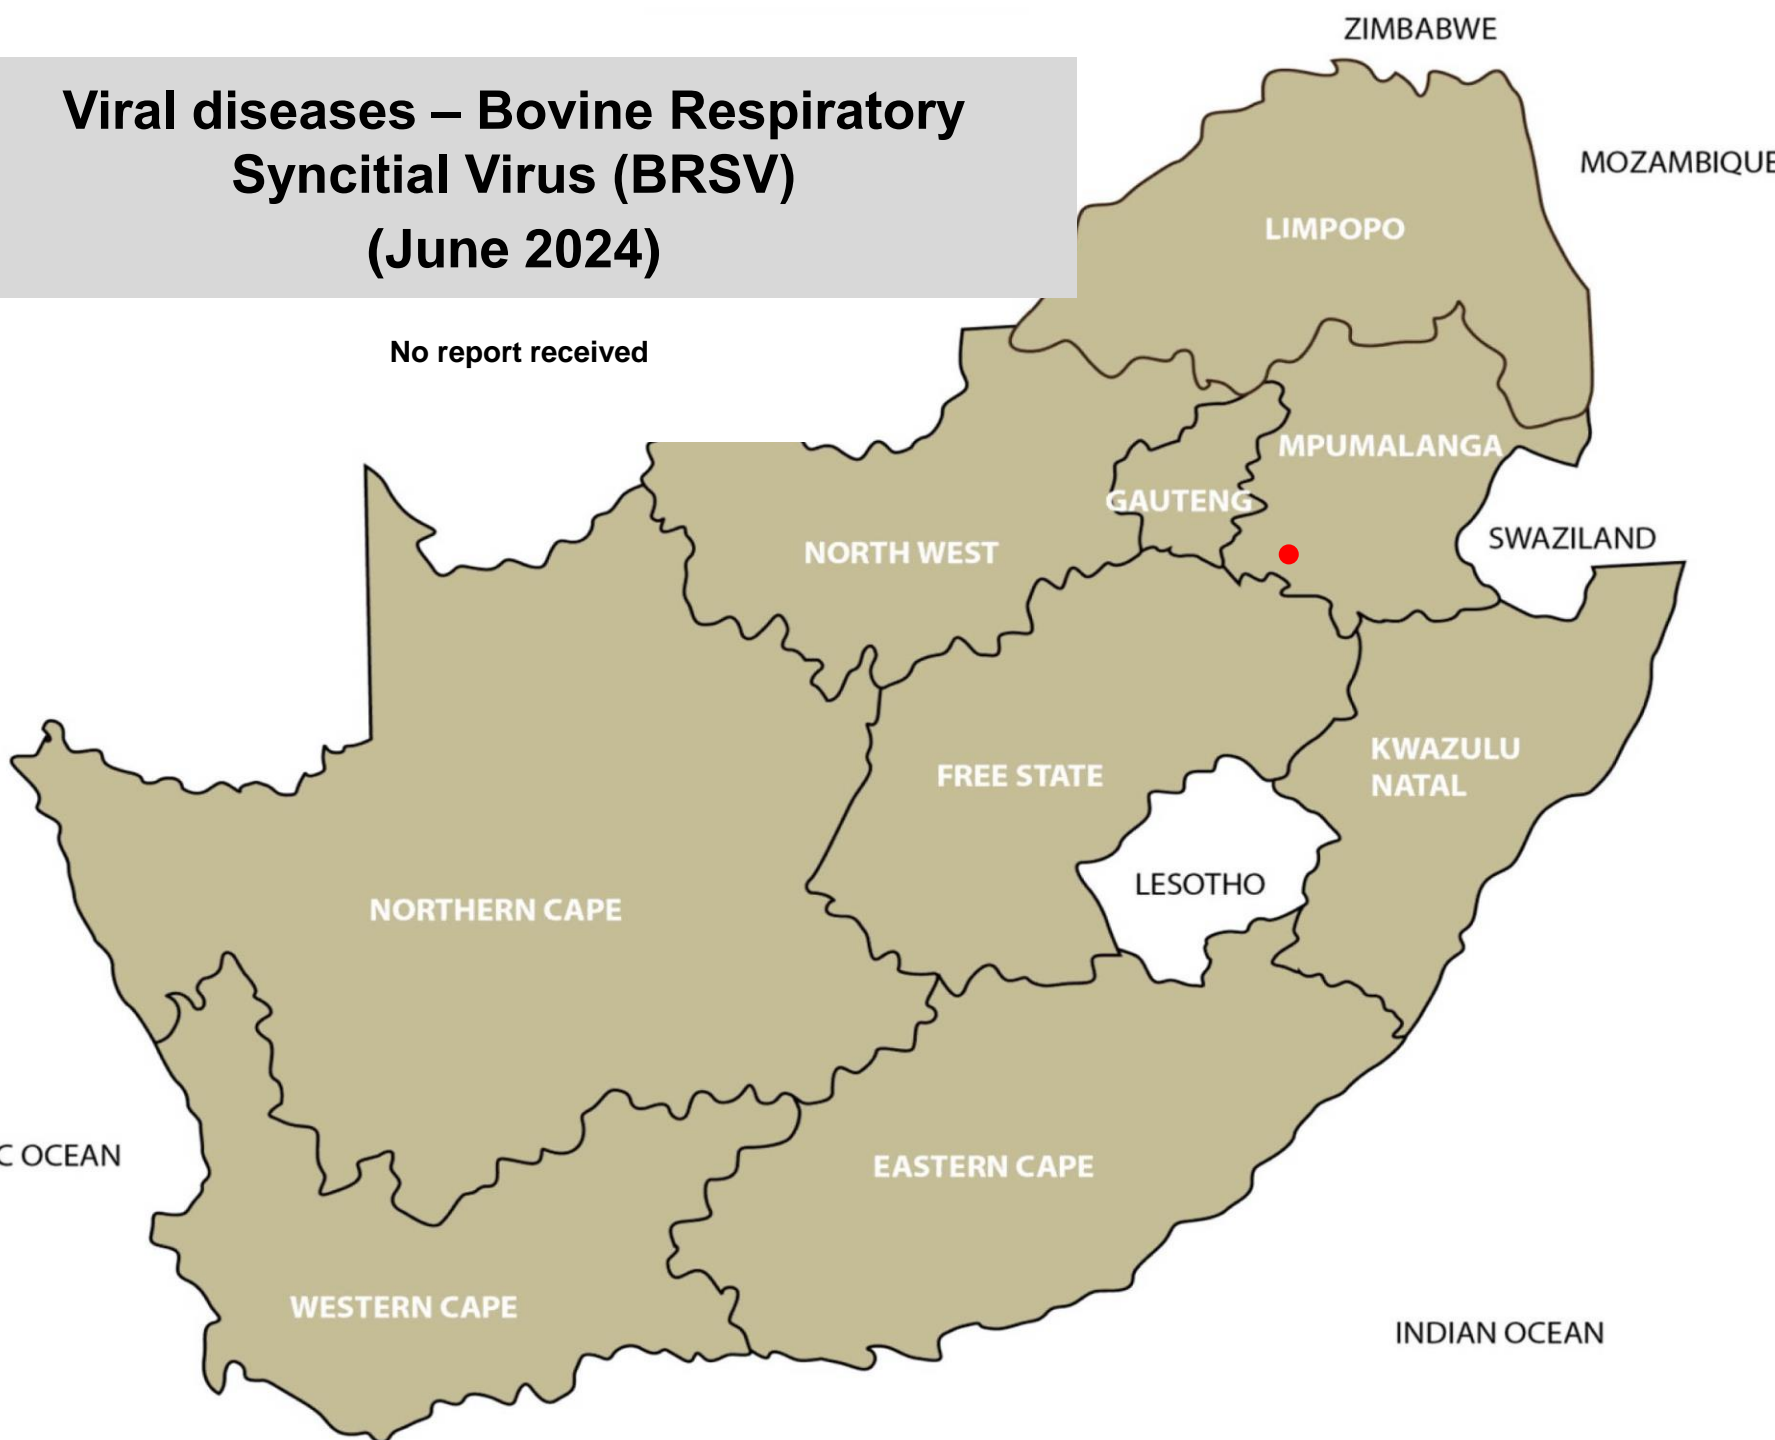 Viral diseases – Bovine Respiratory
Syncitial Virus (BRSV)
(June 2024)
No report received
ZIMBABWE
MOZAMBIQUE
LIMPOPO
MPUMALANGA
GAUTENG
SWAZILAND
NORTH WEST
KWAZULU
NATAL
FREE STATE
LESOTHO
NORTHERN CAPE
C OCEAN
EASTERN CAPE
WESTERN CAPE
INDIAN OCEAN